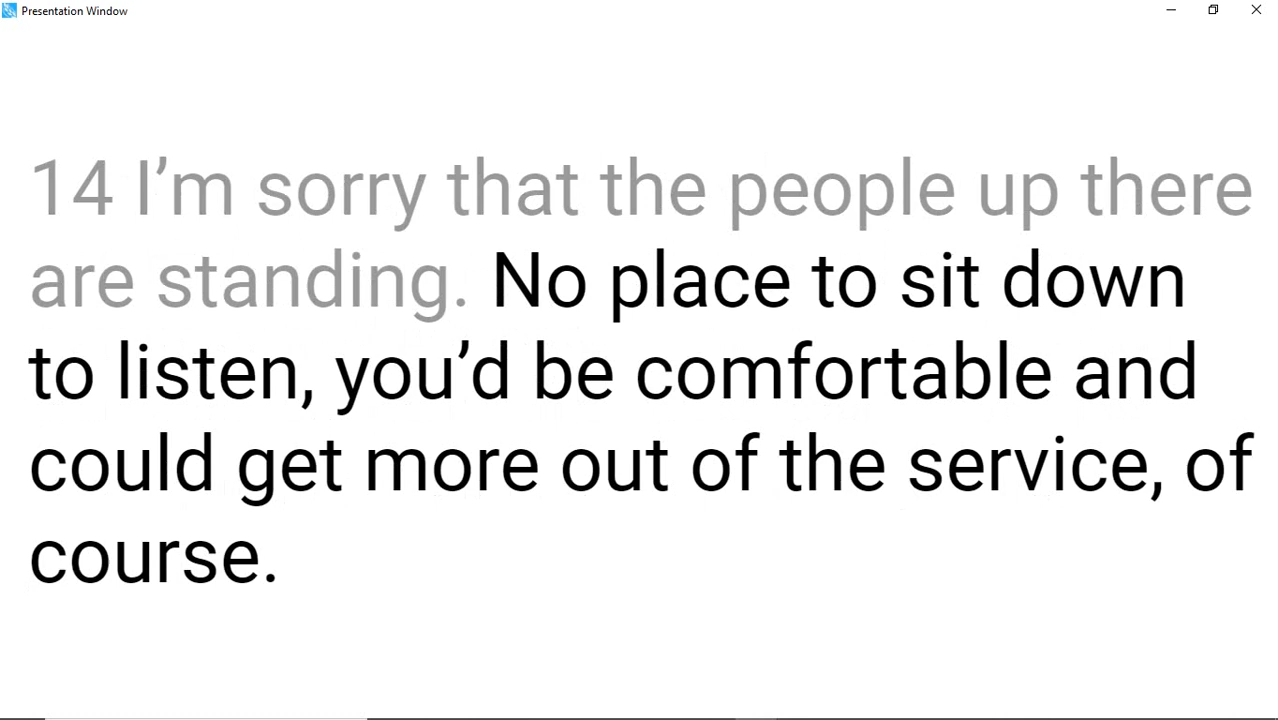 Presentation Window
14 I’m sorry that the people up there
are standing. No place to sit down
to listen, you’d be comfortable and
could get more out of the service, of
course.